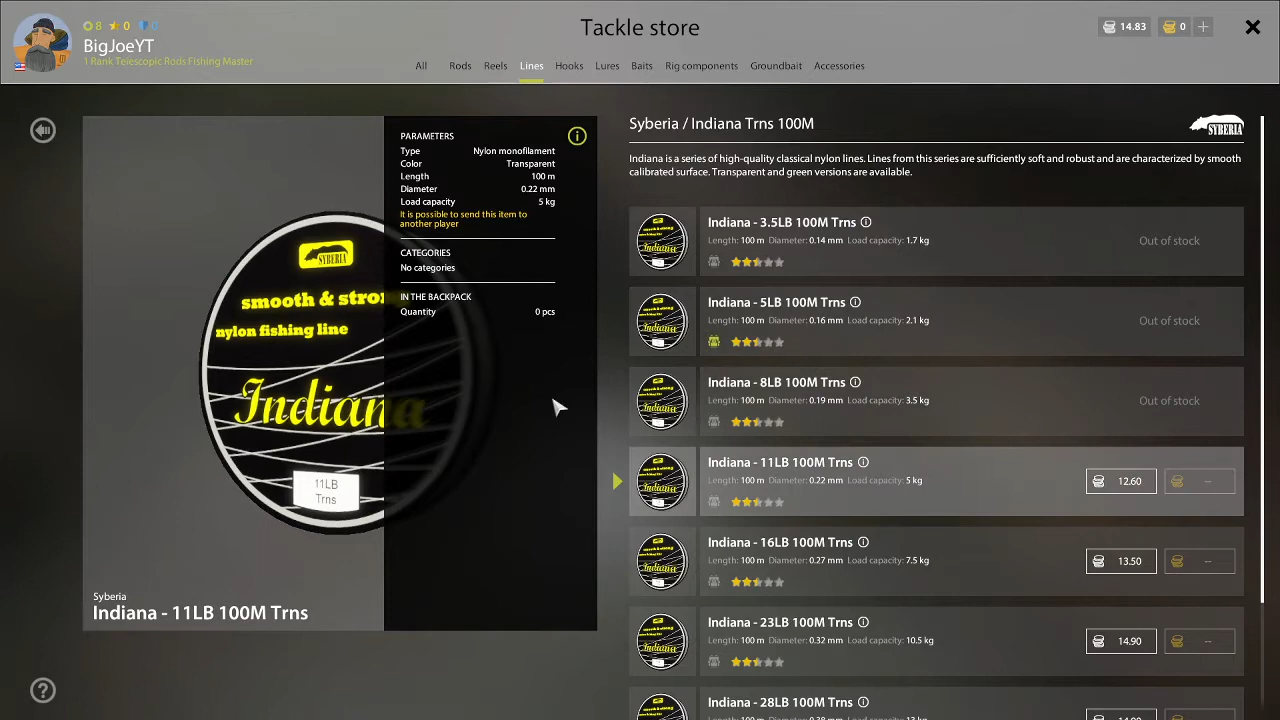 8 0 0
BigJoeYT
1 Rank Telescopic Rods Fishing Master
Tackle store
14.83
0 +
All Rods Reels Lines Hooks Lures Baits Rig components Groundbait Accessories
SYBERIA
smooth & stron
nylon fishing line
Indiana
11LB
Trns
Syberia
Indiana - 11LB 100M Trns
PARAMETERS
Type Nylon monofilament
Color Transparent
Length 100 m
Diameter 0.22 mm
Load capacity 5 kg
It is possible to send this item to
another player
CATEGORIES
No categories
IN THE BACKPACK
Quantity 0 pcs
Syberia / Indiana Trns 100M
SYBERIA
Indiana is a series of high-quality classical nylon lines. Lines from this series are sufficiently soft and robust and are characterized by smooth
calibrated surface. Transparent and green versions are available.
Indiana - 3.5LB 100M Trns
Length: 100 m Diameter: 0.14 mm Load capacity: 1.7 kg
Out of stock
Indiana - 5LB 100M Trns
Length: 100 m Diameter: 0.16 mm Load capacity: 2.1 kg
Out of stock
Indiana - 8LB 100M Trns
Length: 100 m Diameter: 0.19 mm Load capacity: 3.5 kg
Out of stock
Indiana - 11LB 100M Trns
Length: 100 m Diameter: 0.22 mm Load capacity: 5 kg
12.60 --
Indiana - 16LB 100M Trns
Length: 100 m Diameter: 0.27 mm Load capacity: 7.5 kg
13.50 --
Indiana - 23LB 100M Trns
Length: 100 m Diameter: 0.32 mm Load capacity: 10.5 kg
14.90 --
Indiana - 28LB 100M Trns
?